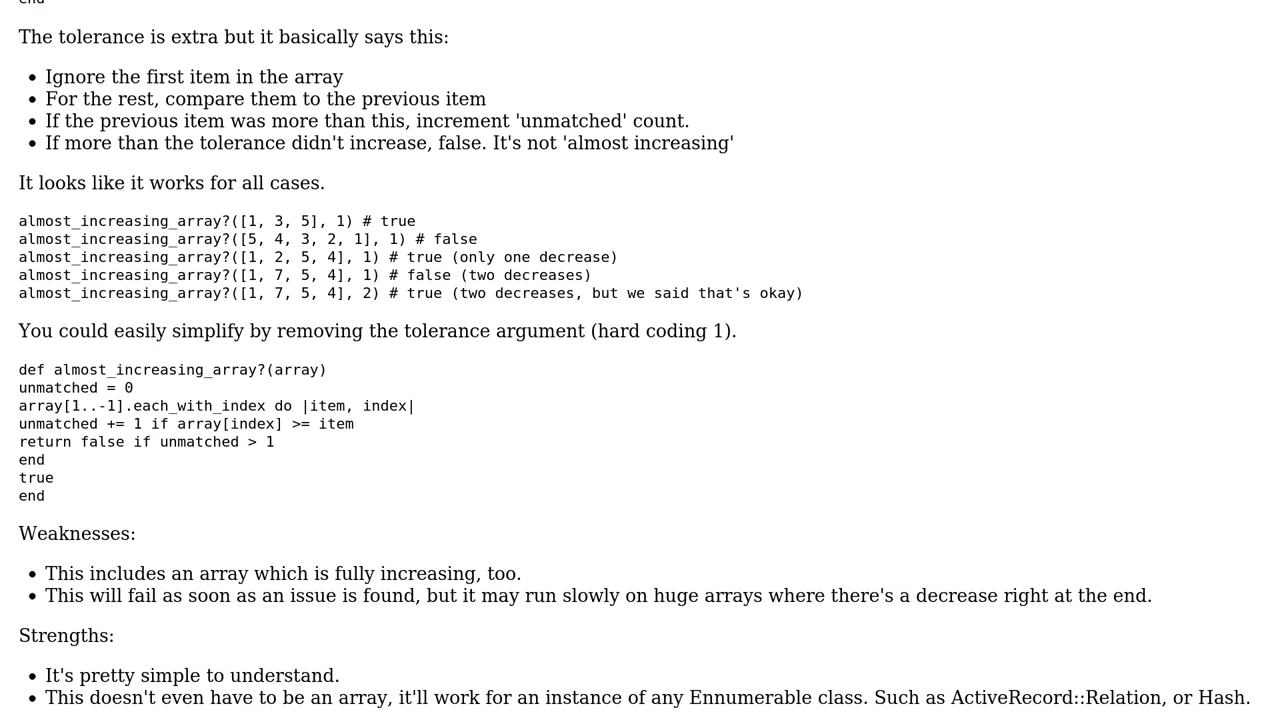 end
The tolerance is extra but it basically says this:
• Ignore the first item in the array
• For the rest, compare them to the previous item
• If the previous item was more than this, increment 'unmatched' count.
• If more than the tolerance didn't increase, false. It's not 'almost increasing'
It looks like it works for all cases.
almost_increasing_array?([1, 3, 5], 1) # true
almost_increasing_array?([5, 4, 3, 2, 1], 1) # false
almost_increasing_array?([1, 2, 5, 4], 1) # true (only one decrease)
almost_increasing_array?([1, 7, 5, 4], 1) # false (two decreases)
almost_increasing_array?([1, 7, 5, 4], 2) # true (two decreases, but we said that's okay)
You could easily simplify by removing the tolerance argument (hard coding 1).
def almost_increasing_array?(array)
unmatched = 0
array[1..-1].each_with_index do |item, index|
unmatched += 1 if array[index] >= item
return false if unmatched > 1
end
true
end
Weaknesses:
• This includes an array which is fully increasing, too.
• This will fail as soon as an issue is found, but it may run slowly on huge arrays where there's a decrease right at the end.
Strengths:
• It's pretty simple to understand.
• This doesn't even have to be an array, it'll work for an instance of any Ennumerable class. Such as ActiveRecord::Relation, or Hash.